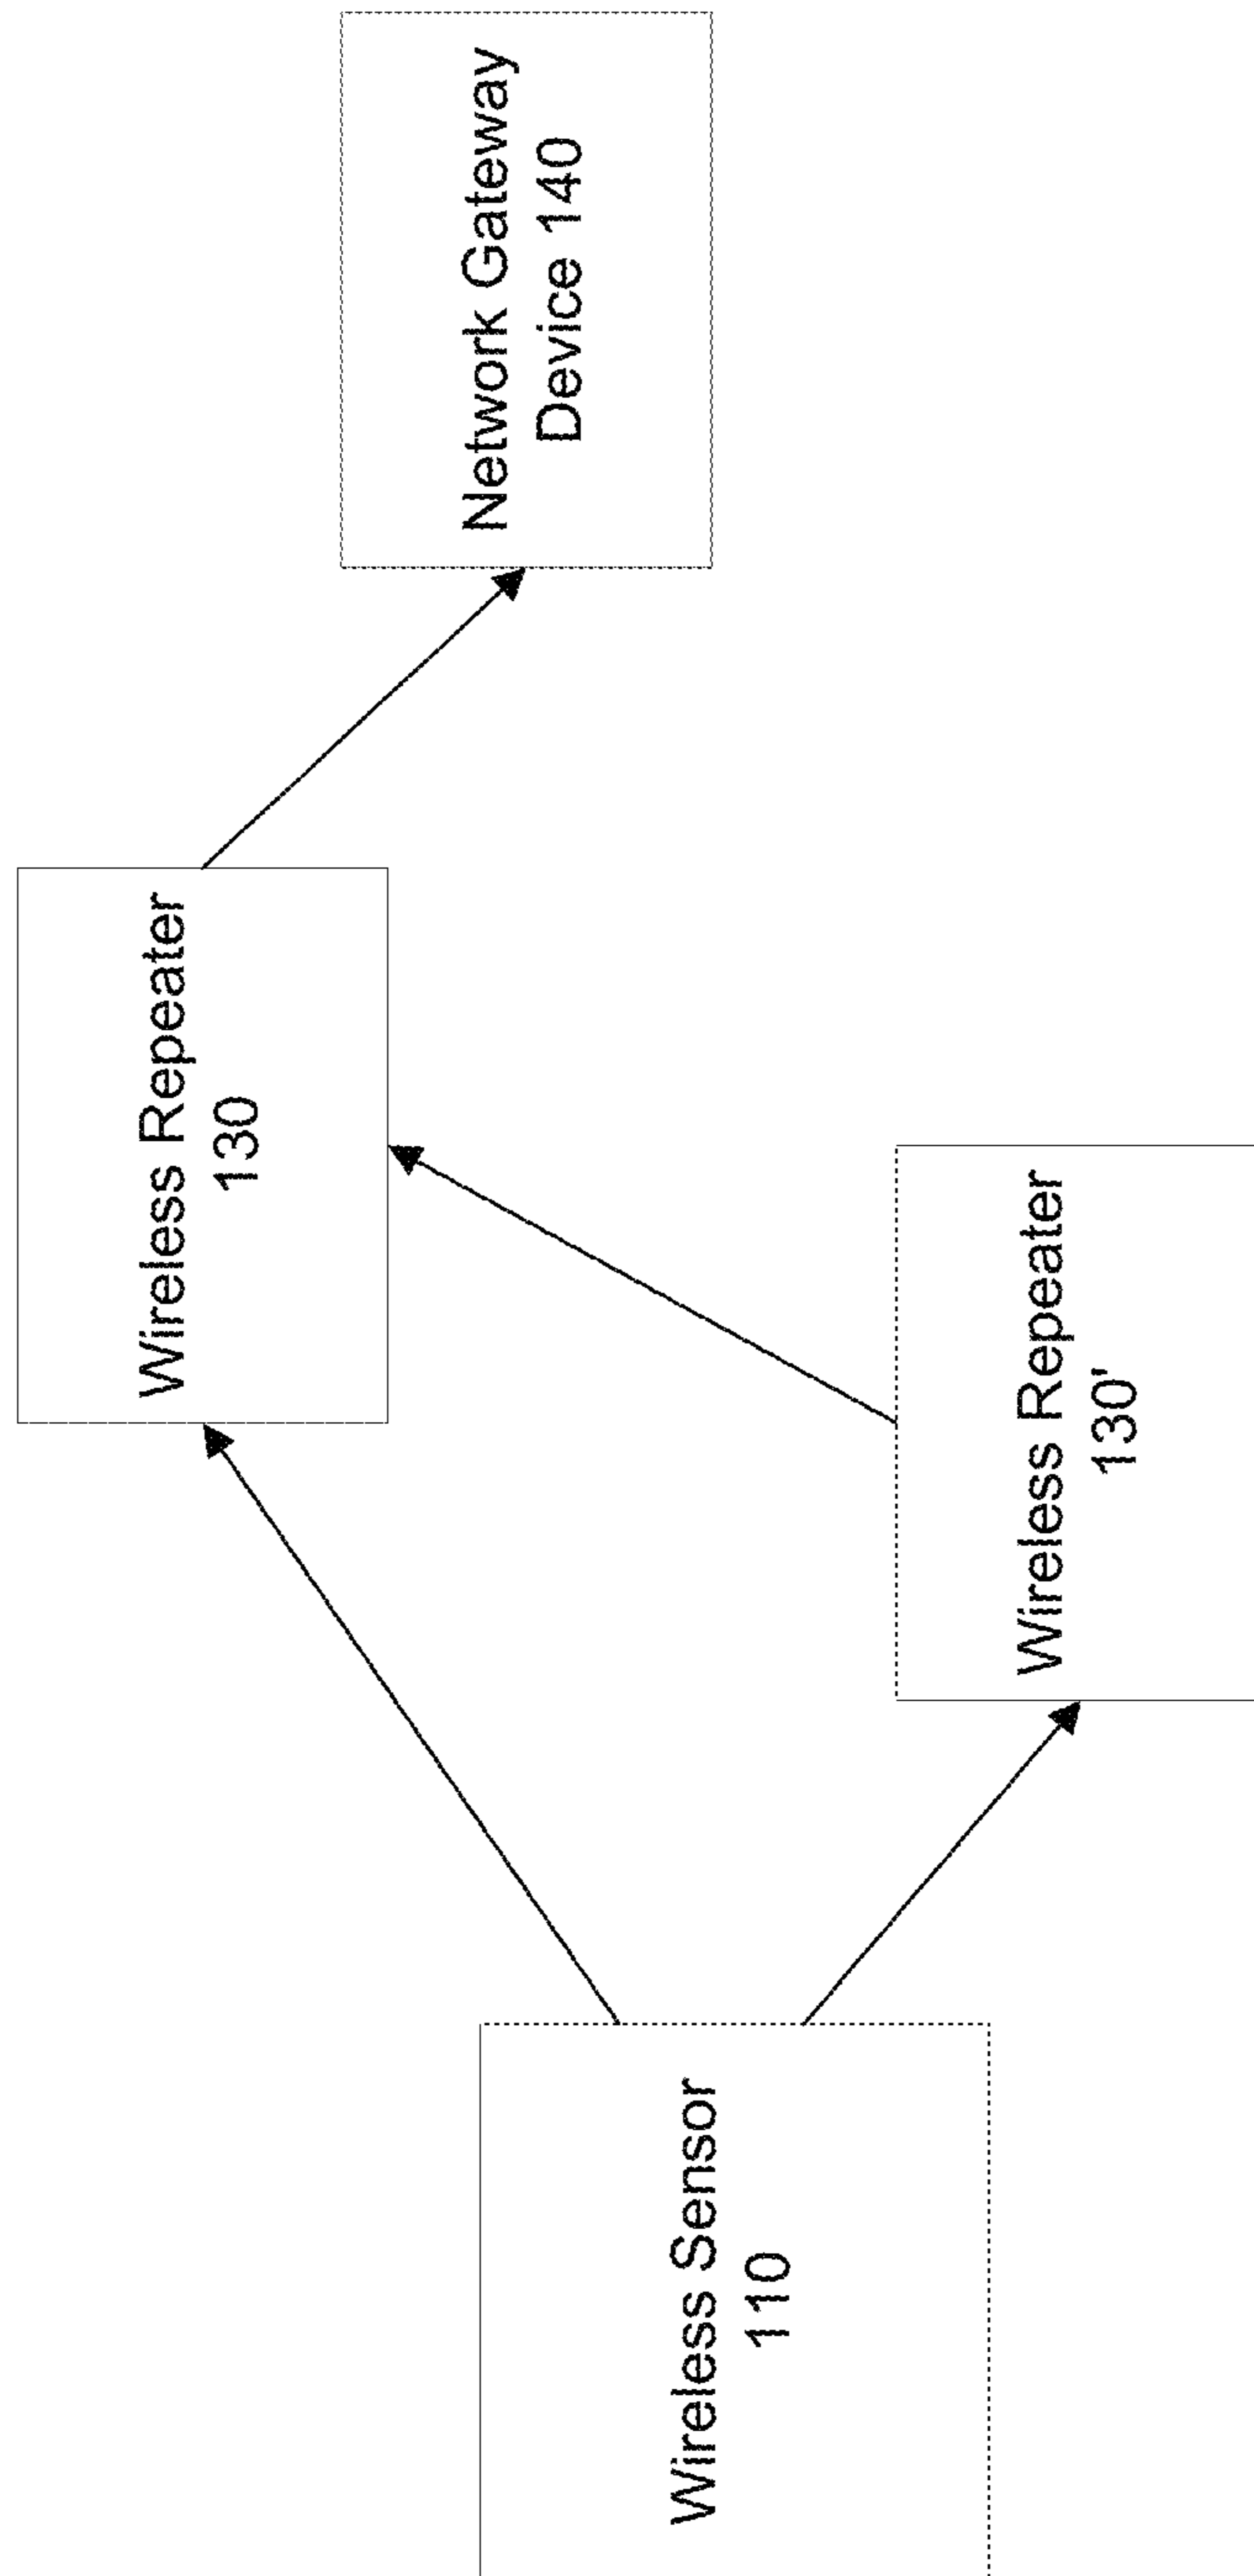 Wireless Sensor
110
Wireless Repeater
130
Wireless Repeater
130'
Network Gateway
Device 140